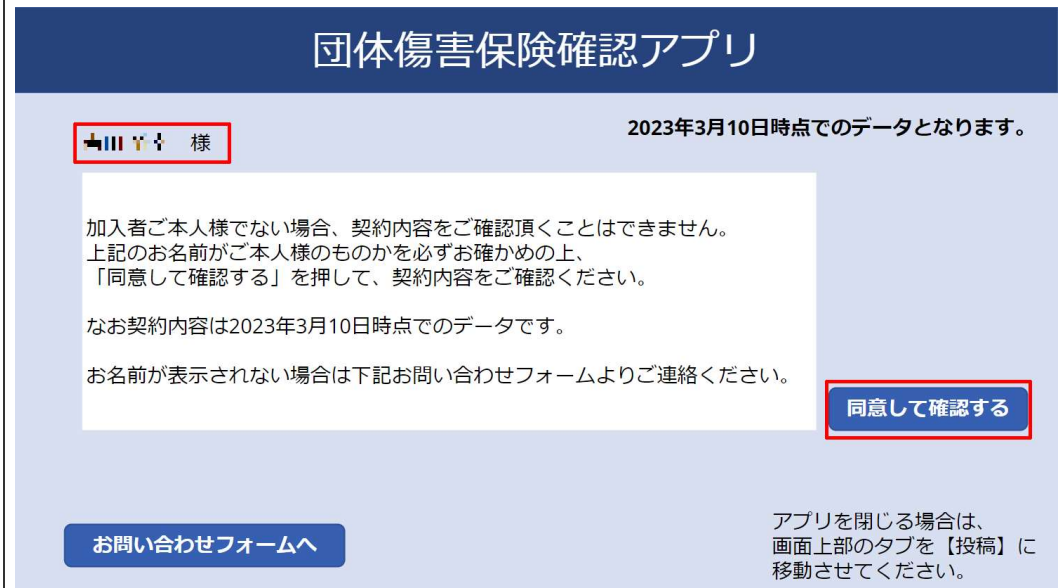 団体傷害保険確認アプリ
様
2023年3月10日時点でのデータとなります。
加入者ご本人様でない場合、契約内容をご確認頂くことはできません。
上記のお名前がご本人様のものかを必ずお確かめの上、
「同意して確認する」を押して、契約内容をご確認ください。
なお契約内容は2023年3月10日時点でのデータです。
お名前が表示されない場合は下記お問い合わせフォームよりご連絡ください。
同意して確認する
お問い合わせフォームへ
アプリを閉じる場合は、
画面上部のタブを【投稿】に
移動させてください。